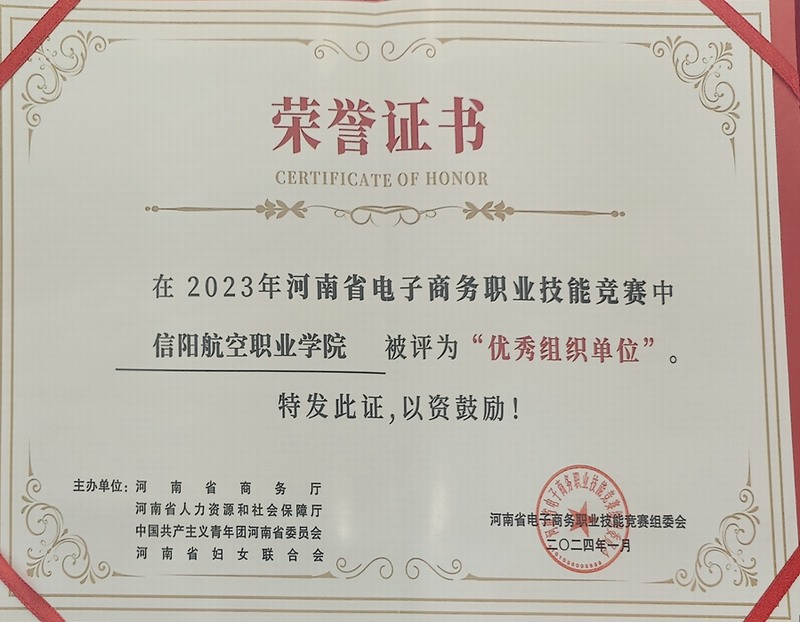 荣誉证书
CERTIFICATE OF HONOR
在 2023年河南省电子商务职业技能竞赛中
信阳航空职业学院 被评为“优秀组织单位”。
特发此证,以资鼓励!
主办单位:河南省商务厅
河南省人力资源和社会保障厅
中国共产主义青年团河南省委员会
河南省妇女联合会
河南省电子商务职业技能竞赛组委会
二〇二四年 月